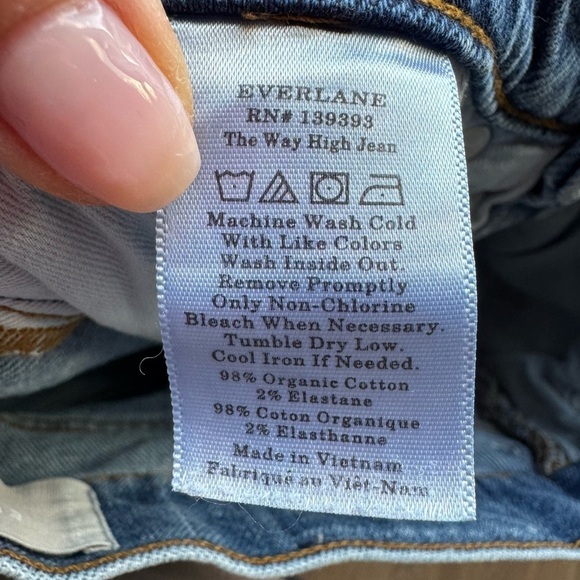 EVERLANE
RN# 139393
The Way High Jean
Machine Wash Cold
With Like Colors
Wash Inside Out.
Remove Promptly
Only Non-Chlorine
Bleach When Necessary.
Tumble Dry Low.
Cool Iron If Needed.
98% Organic Cotton
2% Elastane
98% Coton Organique
2% Elasthanne
Made in Vietnam
Fabriqué au Viêt-Nam